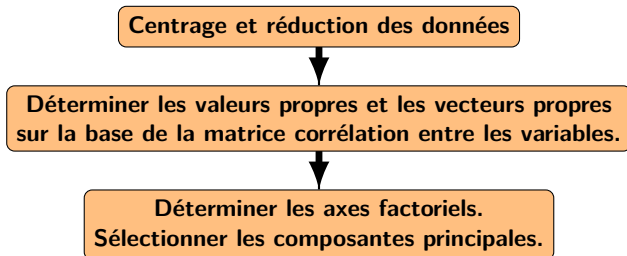 Centrage et réduction des données
Déterminer les valeurs propres et les vecteurs propres
sur la base de la matrice corrélation entre les variables.
Déterminer les axes factoriels.
Sélectionner les composantes principales.